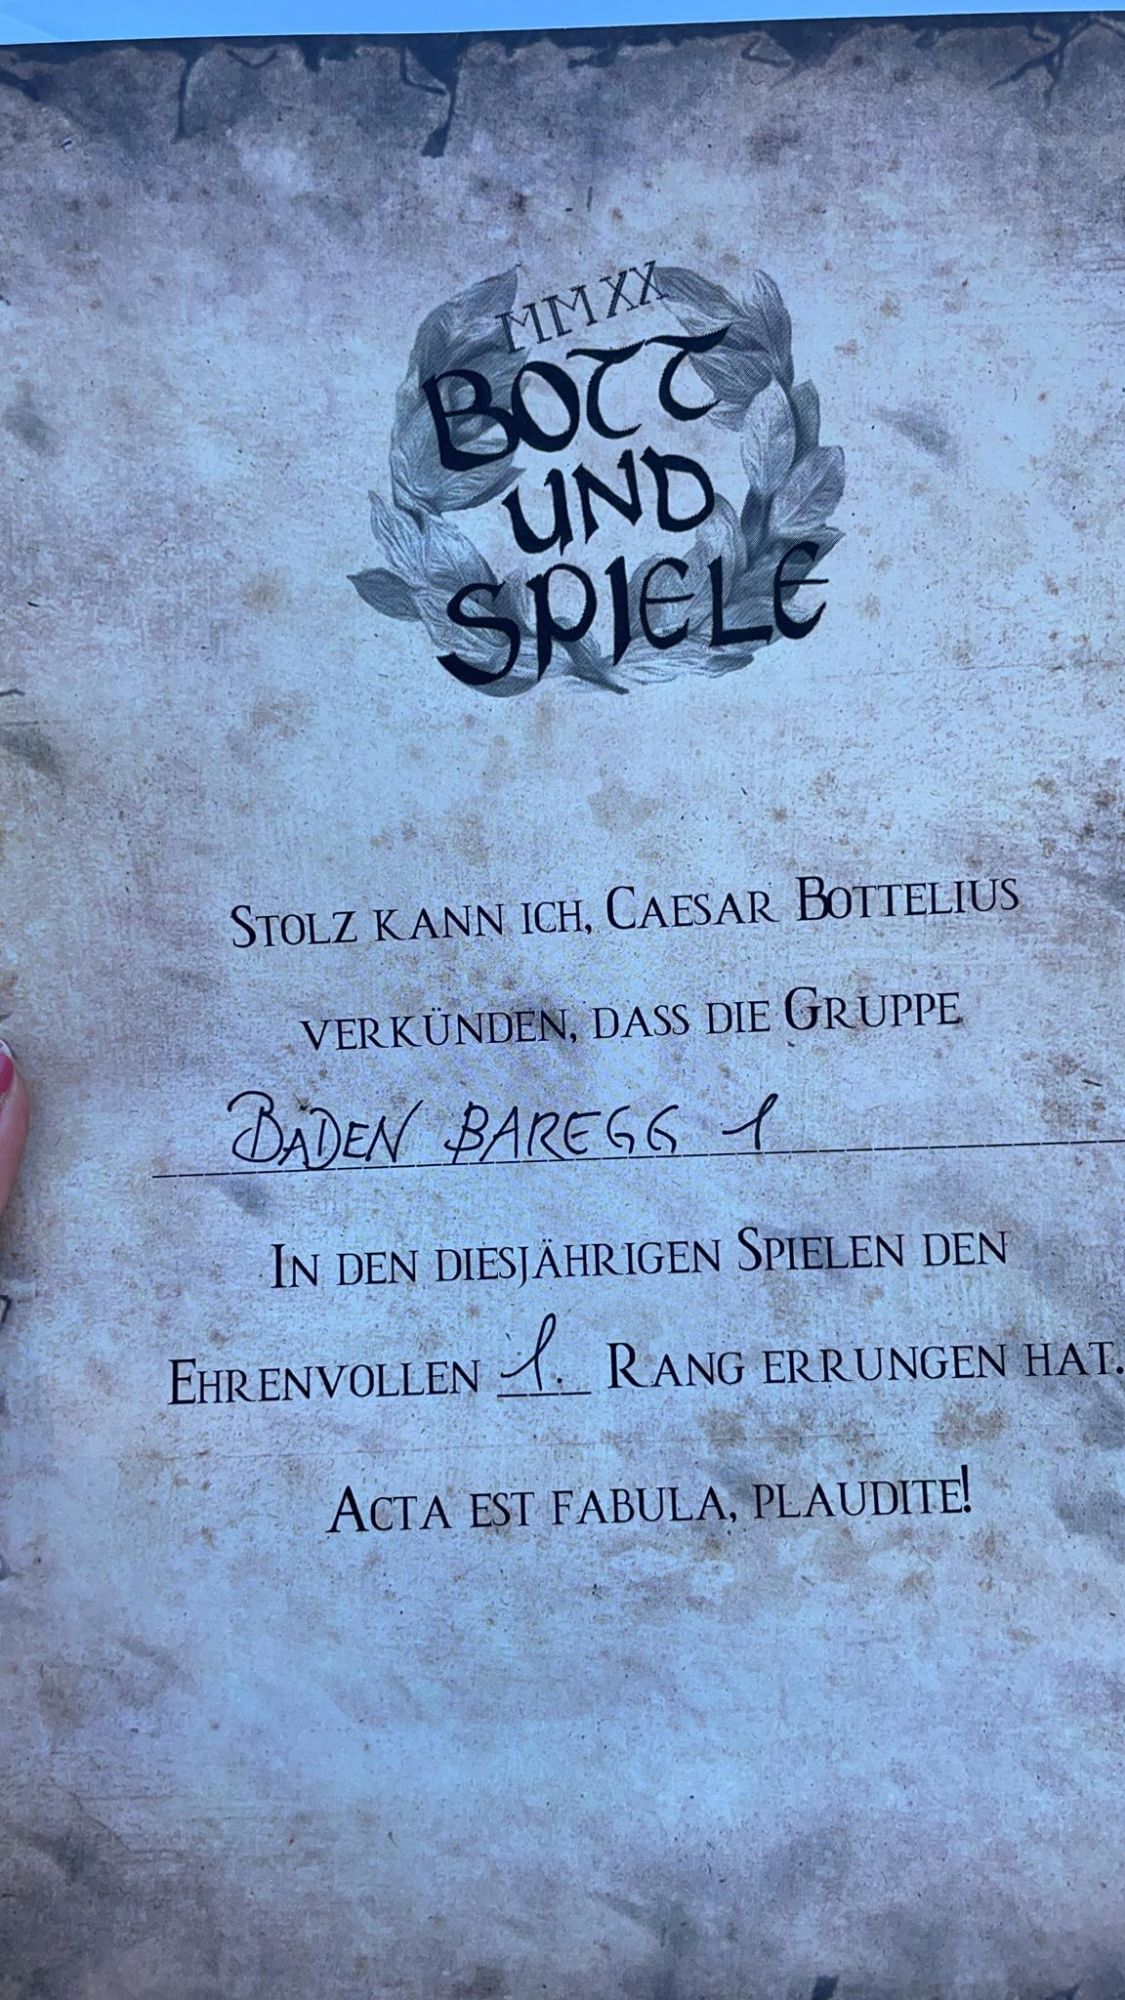 MMXX
BOTT
UND
SPIELE
STOLZ KANN ICH, CAESAR BOTTELIUS
VERKÜNDEN, DASS DIE GRUPPE
BADEN BAREGG 1
IN DEN DIESJÄHRIGEN SPIELEN DEN
EHRENVOLLEN 1. RANG ERRUNGEN HAT.
ACTA EST FABULA, PLAUDITE!